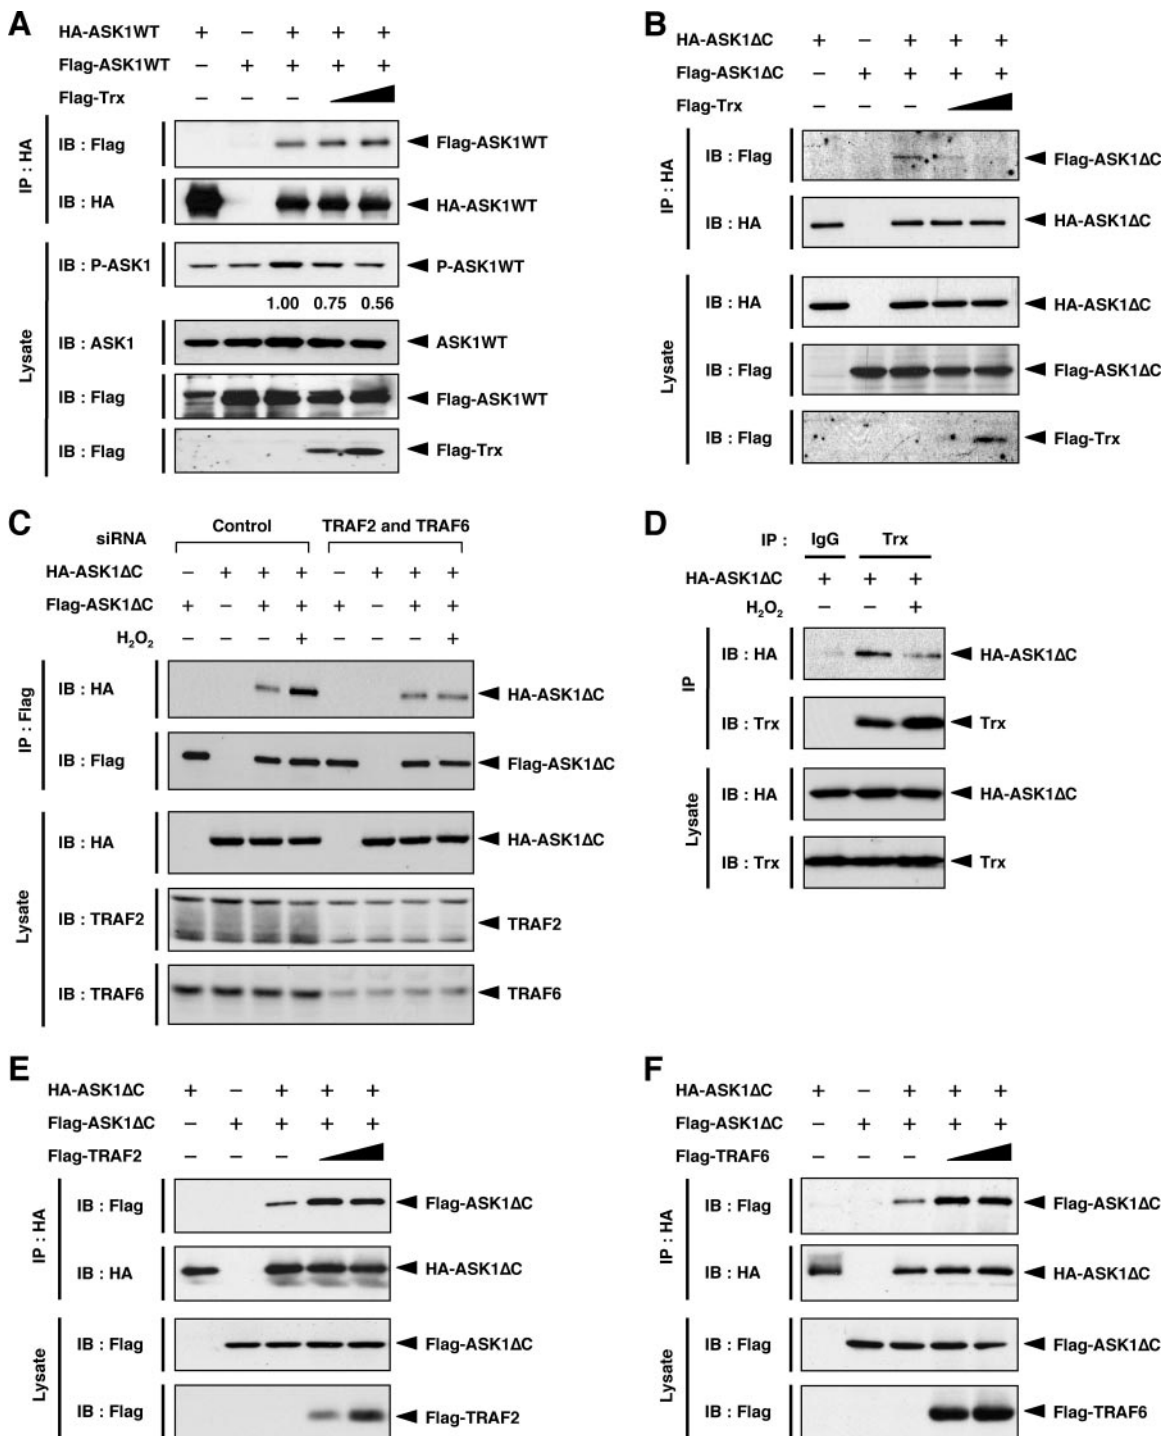 A
HA-ASK1WT + – + + +
Flag-ASK1WT – + + + +
Flag-Trx – – –
IP : HA
IB : Flag Flag-ASK1WT
IB : HA HA-ASK1WT
Lysate
IB : P-ASK1 P-ASK1WT
1.00 0.75 0.56
IB : ASK1 ASK1WT
IB : Flag Flag-ASK1WT
IB : Flag Flag-Trx
B
HA-ASK1ΔC + – + + +
Flag-ASK1ΔC – + + + +
Flag-Trx – – –
IP : HA
IB : Flag Flag-ASK1ΔC
IB : HA HA-ASK1ΔC
Lysate
IB : HA HA-ASK1ΔC
IB : Flag Flag-ASK1ΔC
IB : Flag Flag-Trx
C
siRNA Control TRAF2 and TRAF6
HA-ASK1ΔC – + + + – + + +
Flag-ASK1ΔC + – + + + – + +
H₂O₂ – – – + – – – +
IP : Flag
IB : HA HA-ASK1ΔC
IB : Flag Flag-ASK1ΔC
Lysate
IB : HA HA-ASK1ΔC
IB : TRAF2 TRAF2
IB : TRAF6 TRAF6
D
IP : IgG Trx
HA-ASK1ΔC + + +
H₂O₂ – – +
IP
IB : HA HA-ASK1ΔC
IB : Trx Trx
Lysate
IB : HA HA-ASK1ΔC
IB : Trx Trx
E
HA-ASK1ΔC + – + + +
Flag-ASK1ΔC – + + + +
Flag-TRAF2 – – –
IP : HA
IB : Flag Flag-ASK1ΔC
IB : HA HA-ASK1ΔC
Lysate
IB : Flag Flag-ASK1ΔC
IB : Flag Flag-TRAF2
F
HA-ASK1ΔC + – + + +
Flag-ASK1ΔC – + + + +
Flag-TRAF6 – – –
IP : HA
IB : Flag Flag-ASK1ΔC
IB : HA HA-ASK1ΔC
Lysate
IB : Flag Flag-ASK1ΔC
IB : Flag Flag-TRAF6